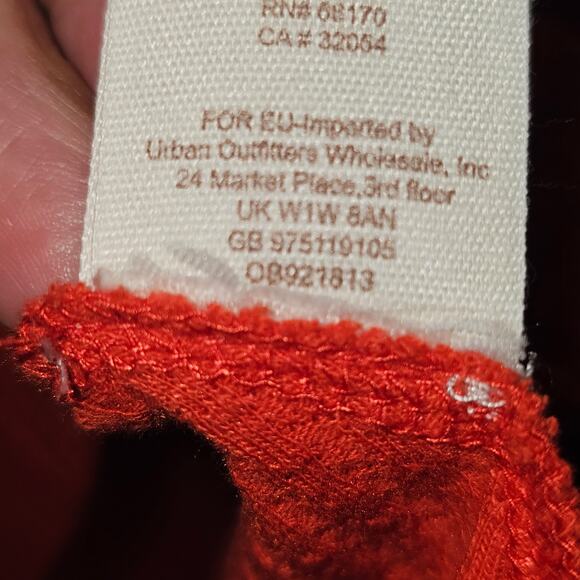 RN# 66170
CA # 32054
FOR EU-Imported by
Urban Outfitters Wholesale, Inc
24 Market Place.3rd floor
UK W1W 8AN
GB 975119105
OB921813